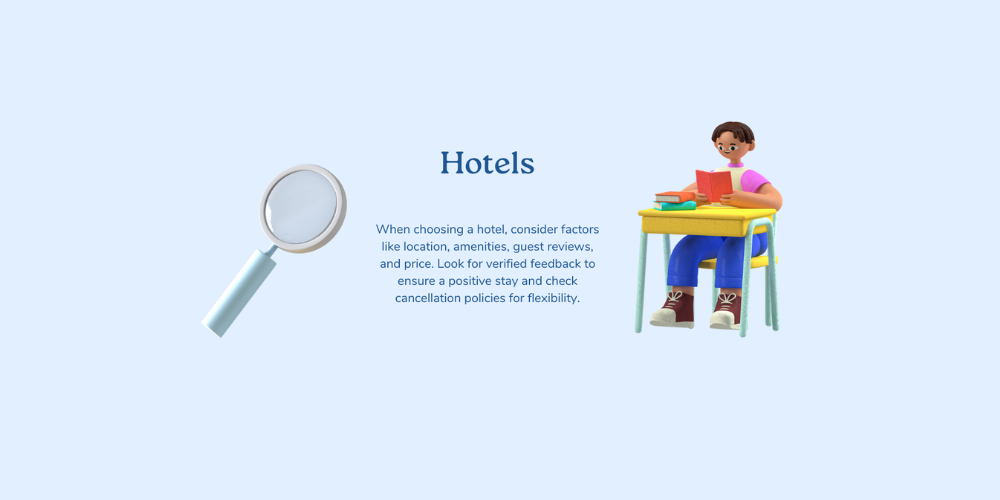 Hotels
When choosing a hotel, consider factors
like location, amenities, guest reviews,
and price. Look for verified feedback to
ensure a positive stay and check
cancellation policies for flexibility.